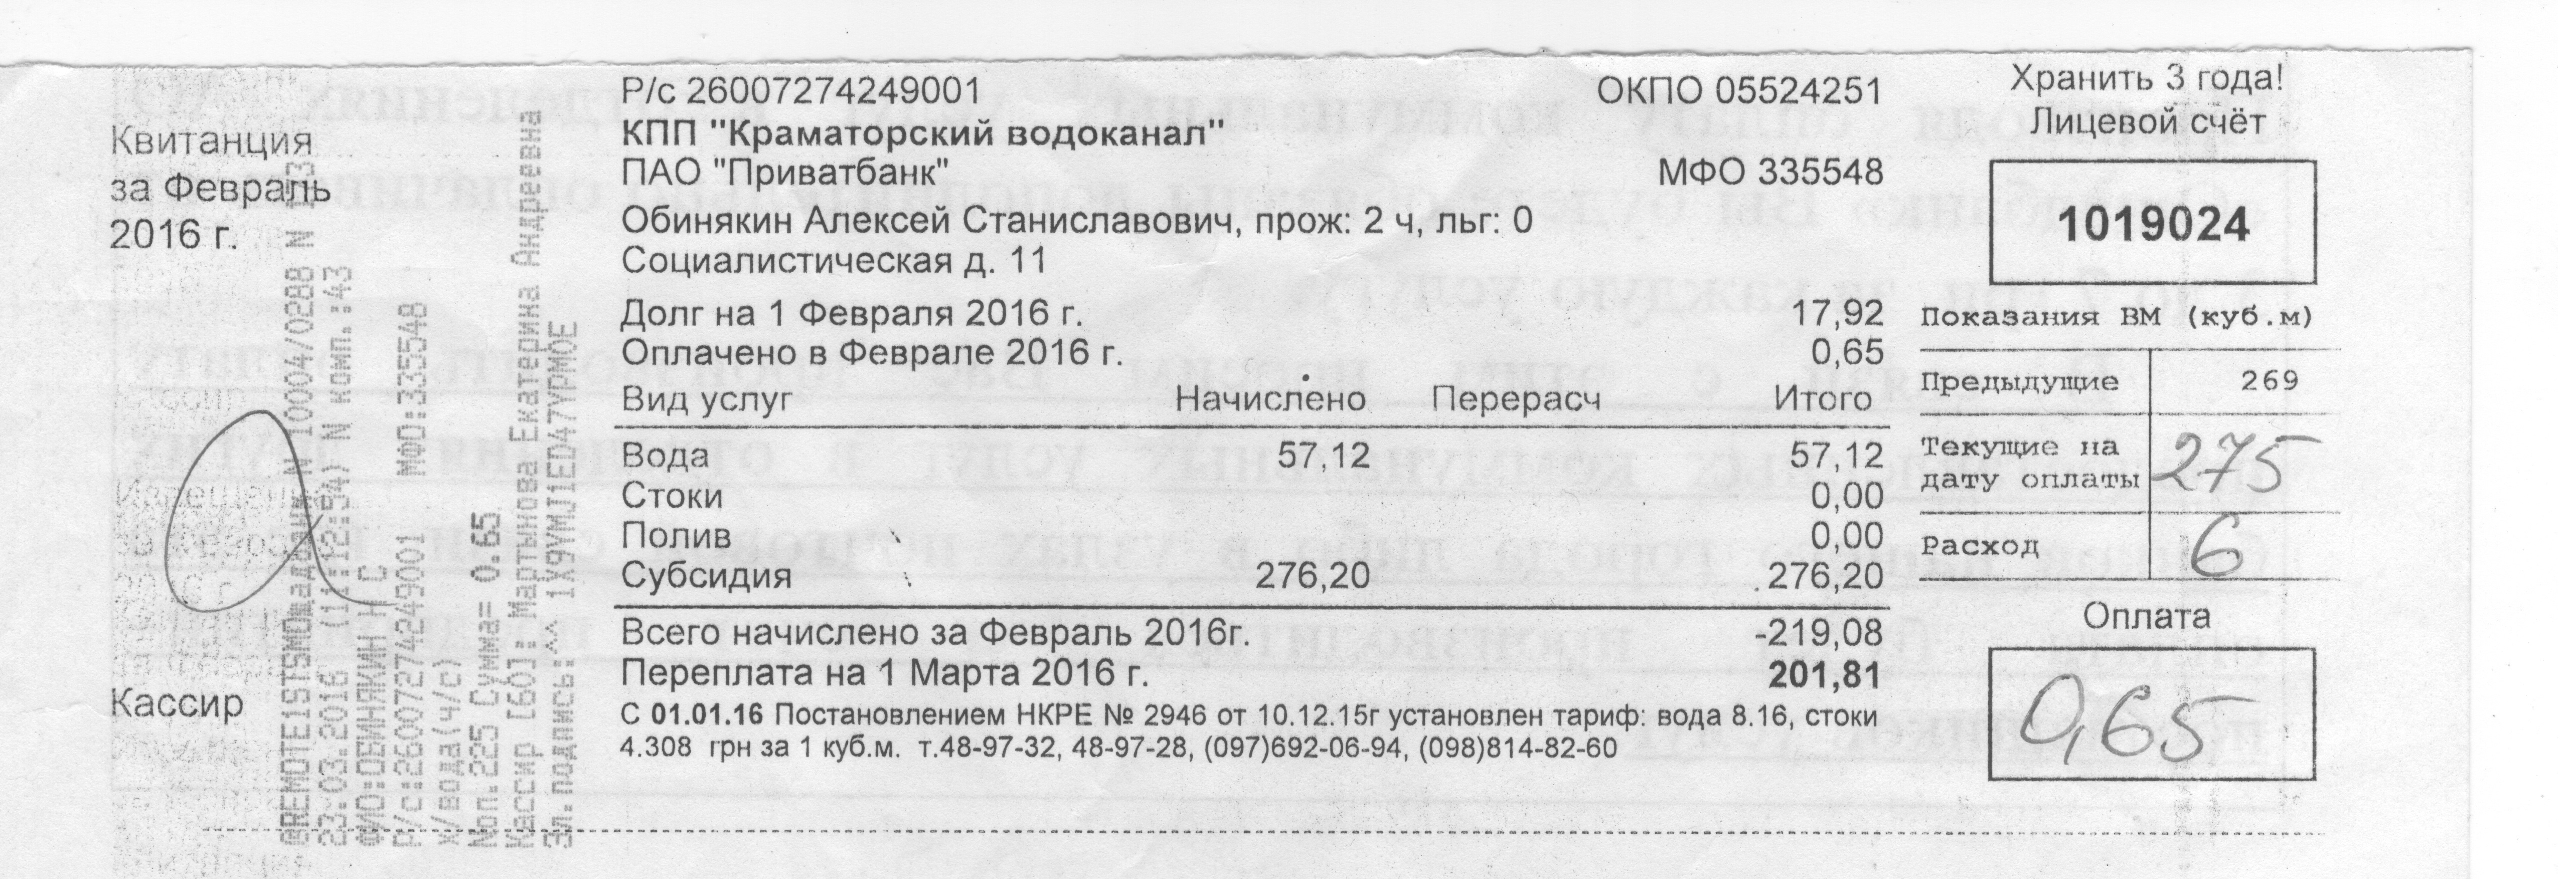 Квитанция
за Февраль
2016 г.
Кассир
Р/с 26007274249001 ОКПО 05524251
КПП "Краматорский водоканал"
ПАО "Приватбанк" МФО 335548
Обинякин Алексей Станиславович, прож: 2 ч, льг: 0
Социалистическая д. 11
Долг на 1 Февраля 2016 г. 17,92
Оплачено в Феврале 2016 г. 0,65
Вид услуг Начислено Перерасч Итого
Вода 57,12 57,12
Стоки 0,00
Полив 0,00
Субсидия 276,20 276,20
Всего начислено за Февраль 2016г. -219,08
Переплата на 1 Марта 2016 г. 201,81
С 01.01.16 Постановлением НКРЕ № 2946 от 10.12.15г установлен тариф: вода 8.16, стоки
4.308 грн за 1 куб.м. т.48-97-32, 48-97-28, (097)692-06-94, (098)814-82-60
Хранить 3 года!
Лицевой счёт
1019024
Показания ВМ (куб.м)
Предыдущие 269
Текущие на
дату оплаты 275
Расход 6
Оплата
0,65
23.03.2016 (11:12:54) N комп.:43
ФИО:ОБИНЯКИН Н С
Р/с:26007274249001 МФО:335548
х/вода(ч/с)
Nоп.225 Сумма= 0.65
Кассир [60]: Мартынова Екатерина Андреевна
Эл.подпись:^^ 1X9YMJ1ED47YPMOE